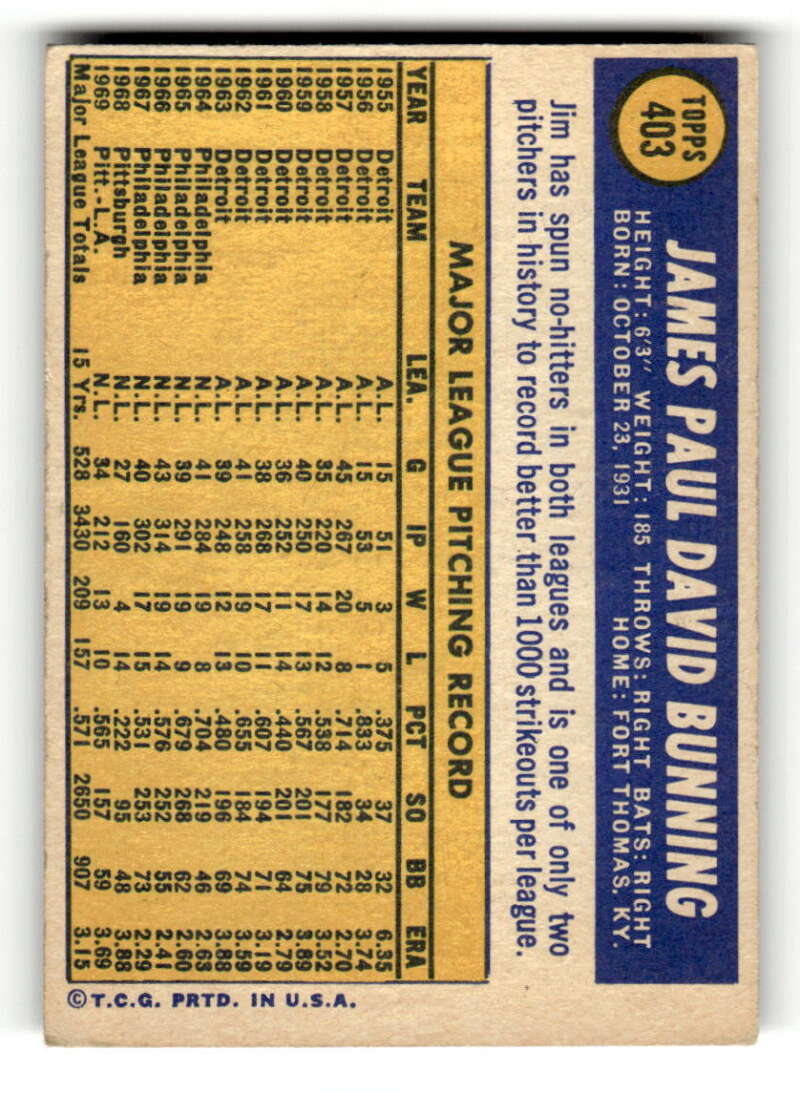 TOPPS
403
JAMES PAUL DAVID BUNNING
HEIGHT: 6'3" WEIGHT: 185 THROWS: RIGHT BATS: RIGHT
BORN: OCTOBER 23, 1931 HOME: FORT THOMAS, KY.
Jim has spun no-hitters in both leagues and is one of only two
pitchers in history to record better than 1000 strikeouts per league.
MAJOR LEAGUE PITCHING RECORD
YEAR TEAM LEA. G IP W L PCT SO BB ERA
1955 Detroit A.L. 15 51 3 5 .375 37 32 6.35
1956 Detroit A.L. 15 53 5 1 .833 34 28 3.74
1957 Detroit A.L. 45 267 20 8 .714 182 72 2.70
1958 Detroit A.L. 35 220 14 12 .538 177 79 3.52
1959 Detroit A.L. 40 250 17 13 .567 201 75 3.89
1960 Detroit A.L. 36 252 11 14 .440 201 64 2.79
1961 Detroit A.L. 38 268 17 11 .607 194 71 3.19
1962 Detroit A.L. 41 258 19 10 .655 184 74 3.59
1963 Detroit A.L. 39 248 12 13 .480 196 69 3.88
1964 Philadelphia N.L. 41 284 19 8 .704 219 46 2.63
1965 Philadelphia N.L. 39 291 19 9 .679 268 62 2.60
1966 Philadelphia N.L. 43 314 19 14 .576 252 55 2.41
1967 Philadelphia N.L. 40 302 17 15 .531 253 73 2.29
1968 Pittsburgh N.L. 27 160 4 14 .222 95 48 3.88
1969 Pitt.-L.A. N.L. 34 212 13 10 .565 157 59 3.69
Major League Totals 15 Yrs. 528 3430 209 157 .571 2650 907 3.15
© T.C.G. PRTD. IN U.S.A.